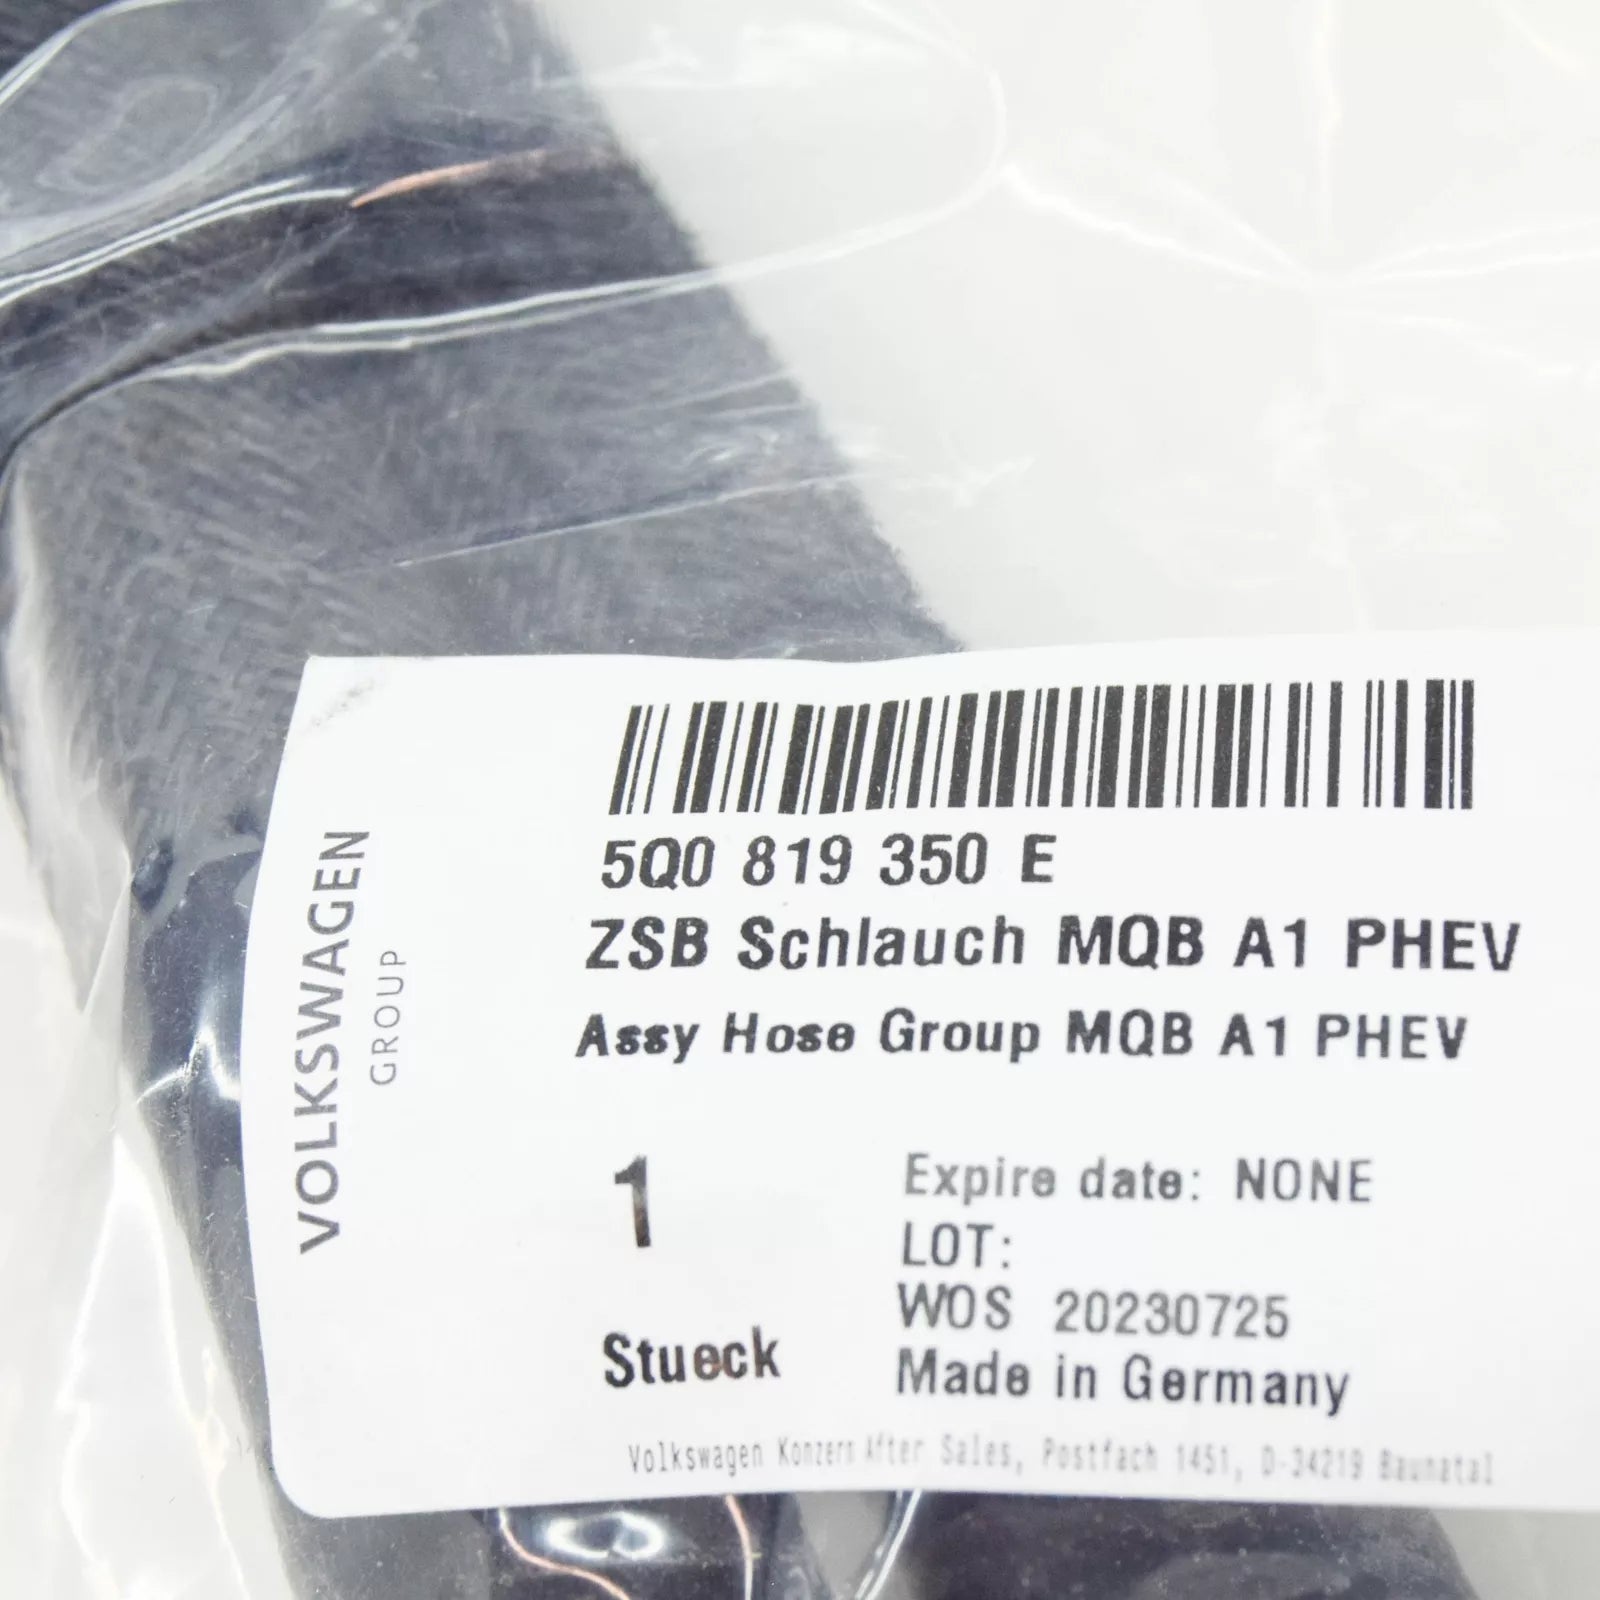 VOLKSWAGEN
GROUP
5Q0 819 350 E
ZSB Schlauch MQB A1 PHEV
Assy Hose Group MQB A1 PHEV
1
Stueck
Expire date: NONE
LOT:
WOS 20230725
Made in Germany
Volkswagen Konzern After Sales, Postfach 1451, D-34219 Baunatal